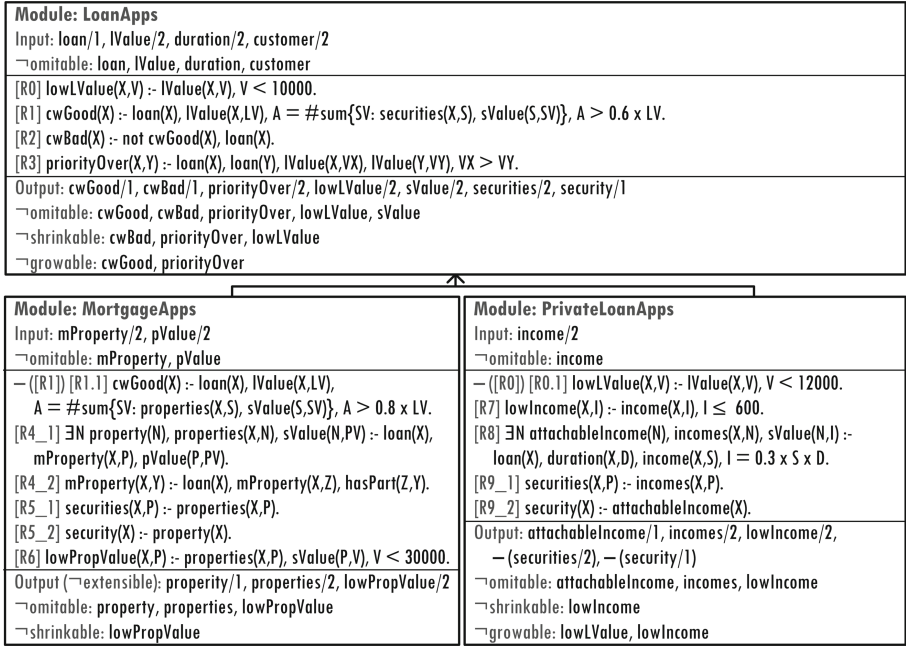 Module: LoanApps
Input: loan/1, lValue/2, duration/2, customer/2
¬omitable: loan, lValue, duration, customer
[R0] lowLValue(X,V) :- lValue(X,V), V < 10000.
[R1] cwGood(X) :- loan(X), lValue(X,LV), A = #sum{SV: securities(X,S), sValue(S,SV)}, A > 0.6 x LV.
[R2] cwBad(X) :- not cwGood(X), loan(X).
[R3] priorityOver(X,Y) :- loan(X), loan(Y), lValue(X,VX), lValue(Y,VY), VX > VY.
Output: cwGood/1, cwBad/1, priorityOver/2, lowLValue/2, sValue/2, securities/2, security/1
¬omitable: cwGood, cwBad, priorityOver, lowLValue, sValue
¬shrinkable: cwBad, priorityOver, lowLValue
¬growable: cwGood, priorityOver
Module: MortgageApps
Input: mProperty/2, pValue/2
¬omitable: mProperty, pValue
– ([R1]) [R1.1] cwGood(X) :- loan(X), lValue(X,LV),
A = #sum{SV: properties(X,S), sValue(S,SV)}, A > 0.8 x LV.
[R4_1] ∃N property(N), properties(X,N), sValue(N,PV) :- loan(X),
mProperty(X,P), pValue(P,PV).
[R4_2] mProperty(X,Y) :- loan(X), mProperty(X,Z), hasPart(Z,Y).
[R5_1] securities(X,P) :- properties(X,P).
[R5_2] security(X) :- property(X).
[R6] lowPropValue(X,P) :- properties(X,P), sValue(P,V), V < 30000.
Output (¬extensible): properity/1, properties/2, lowPropValue/2
¬omitable: property, properties, lowPropValue
¬shrinkable: lowPropValue
Module: PrivateLoanApps
Input: income/2
¬omitable: income
– ([R0]) [R0.1] lowLValue(X,V) :- lValue(X,V), V < 12000.
[R7] lowIncome(X,I) :- income(X,I), I ≤ 600.
[R8] ∃N attachableIncome(N), incomes(X,N), sValue(N,I) :-
loan(X), duration(X,D), income(X,S), I = 0.3 x S x D.
[R9_1] securities(X,P) :- incomes(X,P).
[R9_2] security(X) :- attachableIncome(X).
Output: attachableIncome/1, incomes/2, lowIncome/2,
– (securities/2), – (security/1)
¬omitable: attachableIncome, incomes, lowIncome
¬shrinkable: lowIncome
¬growable: lowLValue, lowIncome